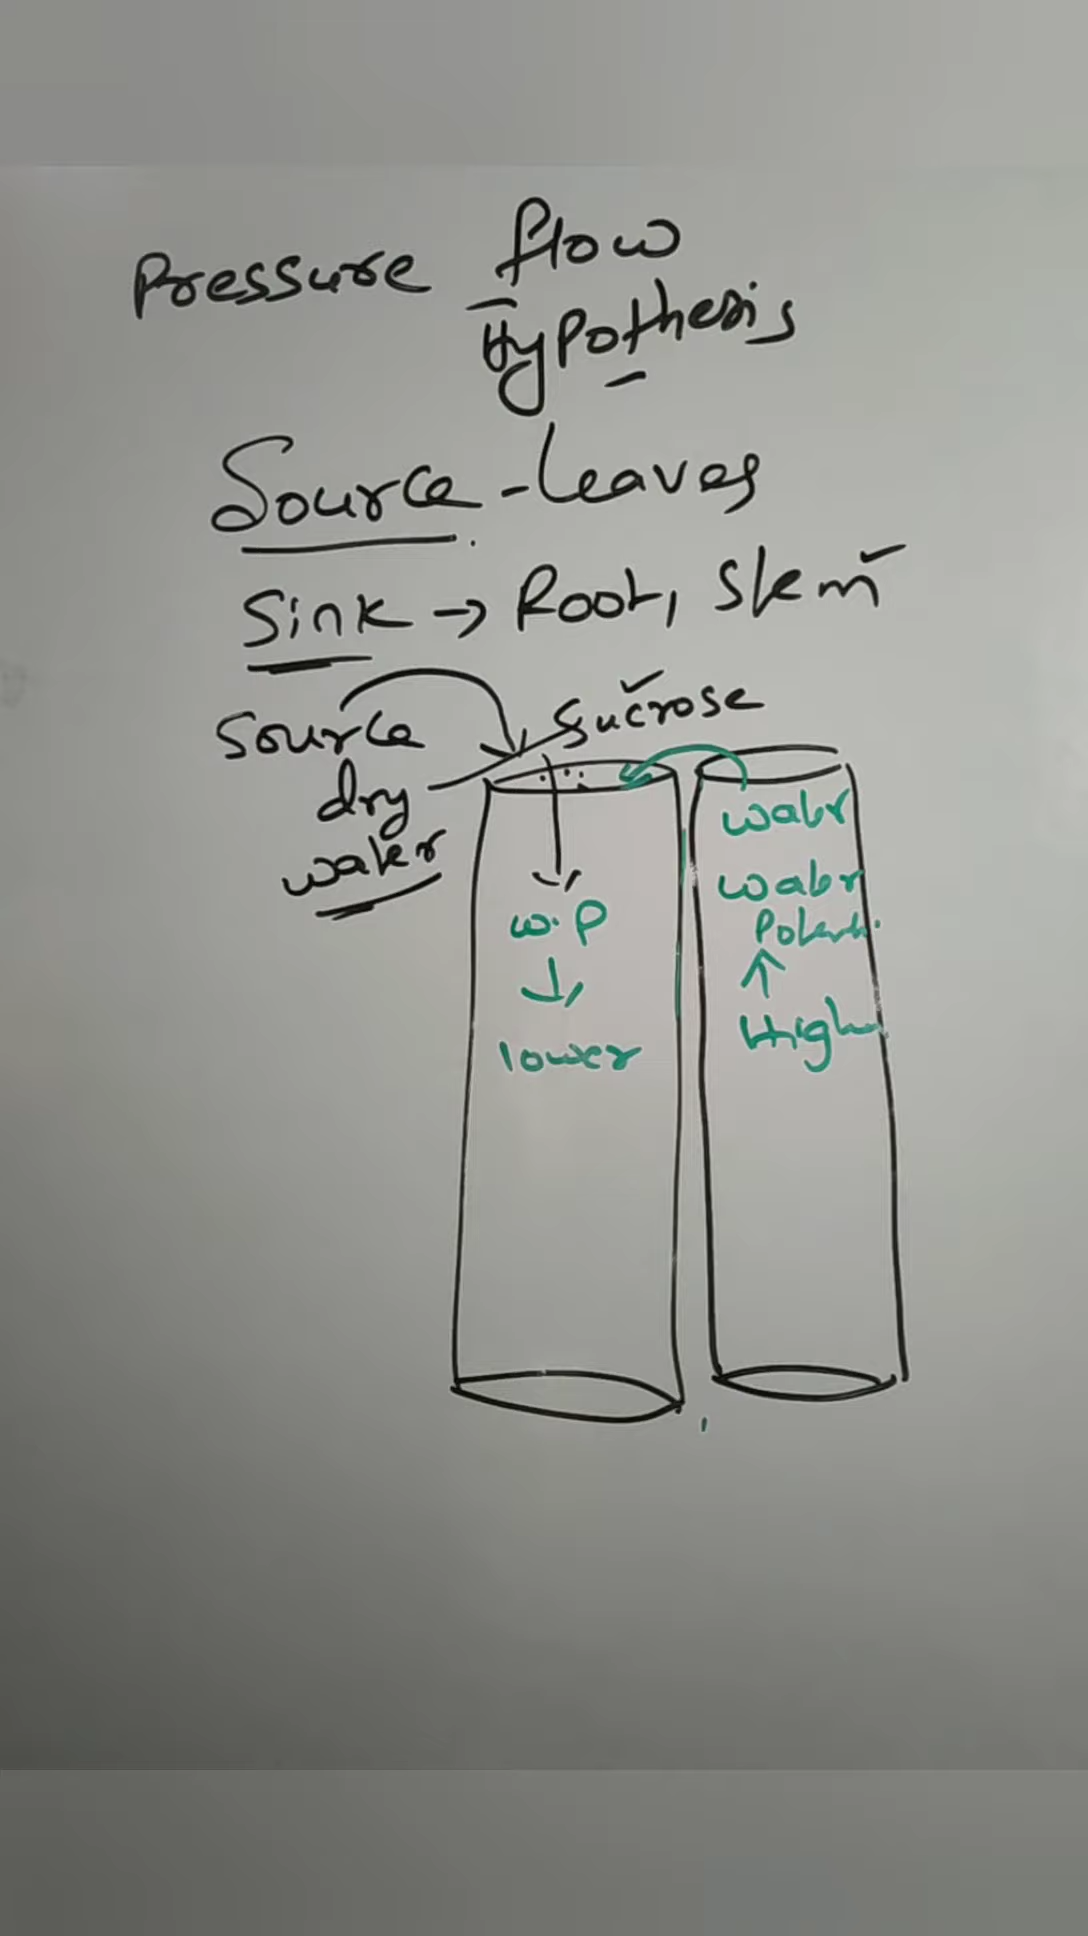 Pressure flow
Hypothesis
Source - Leaves
Sink → Root, Stem
Source
Sucrose
dry
water
water
water
W.P
Potenti.
↓
↑
lower
High